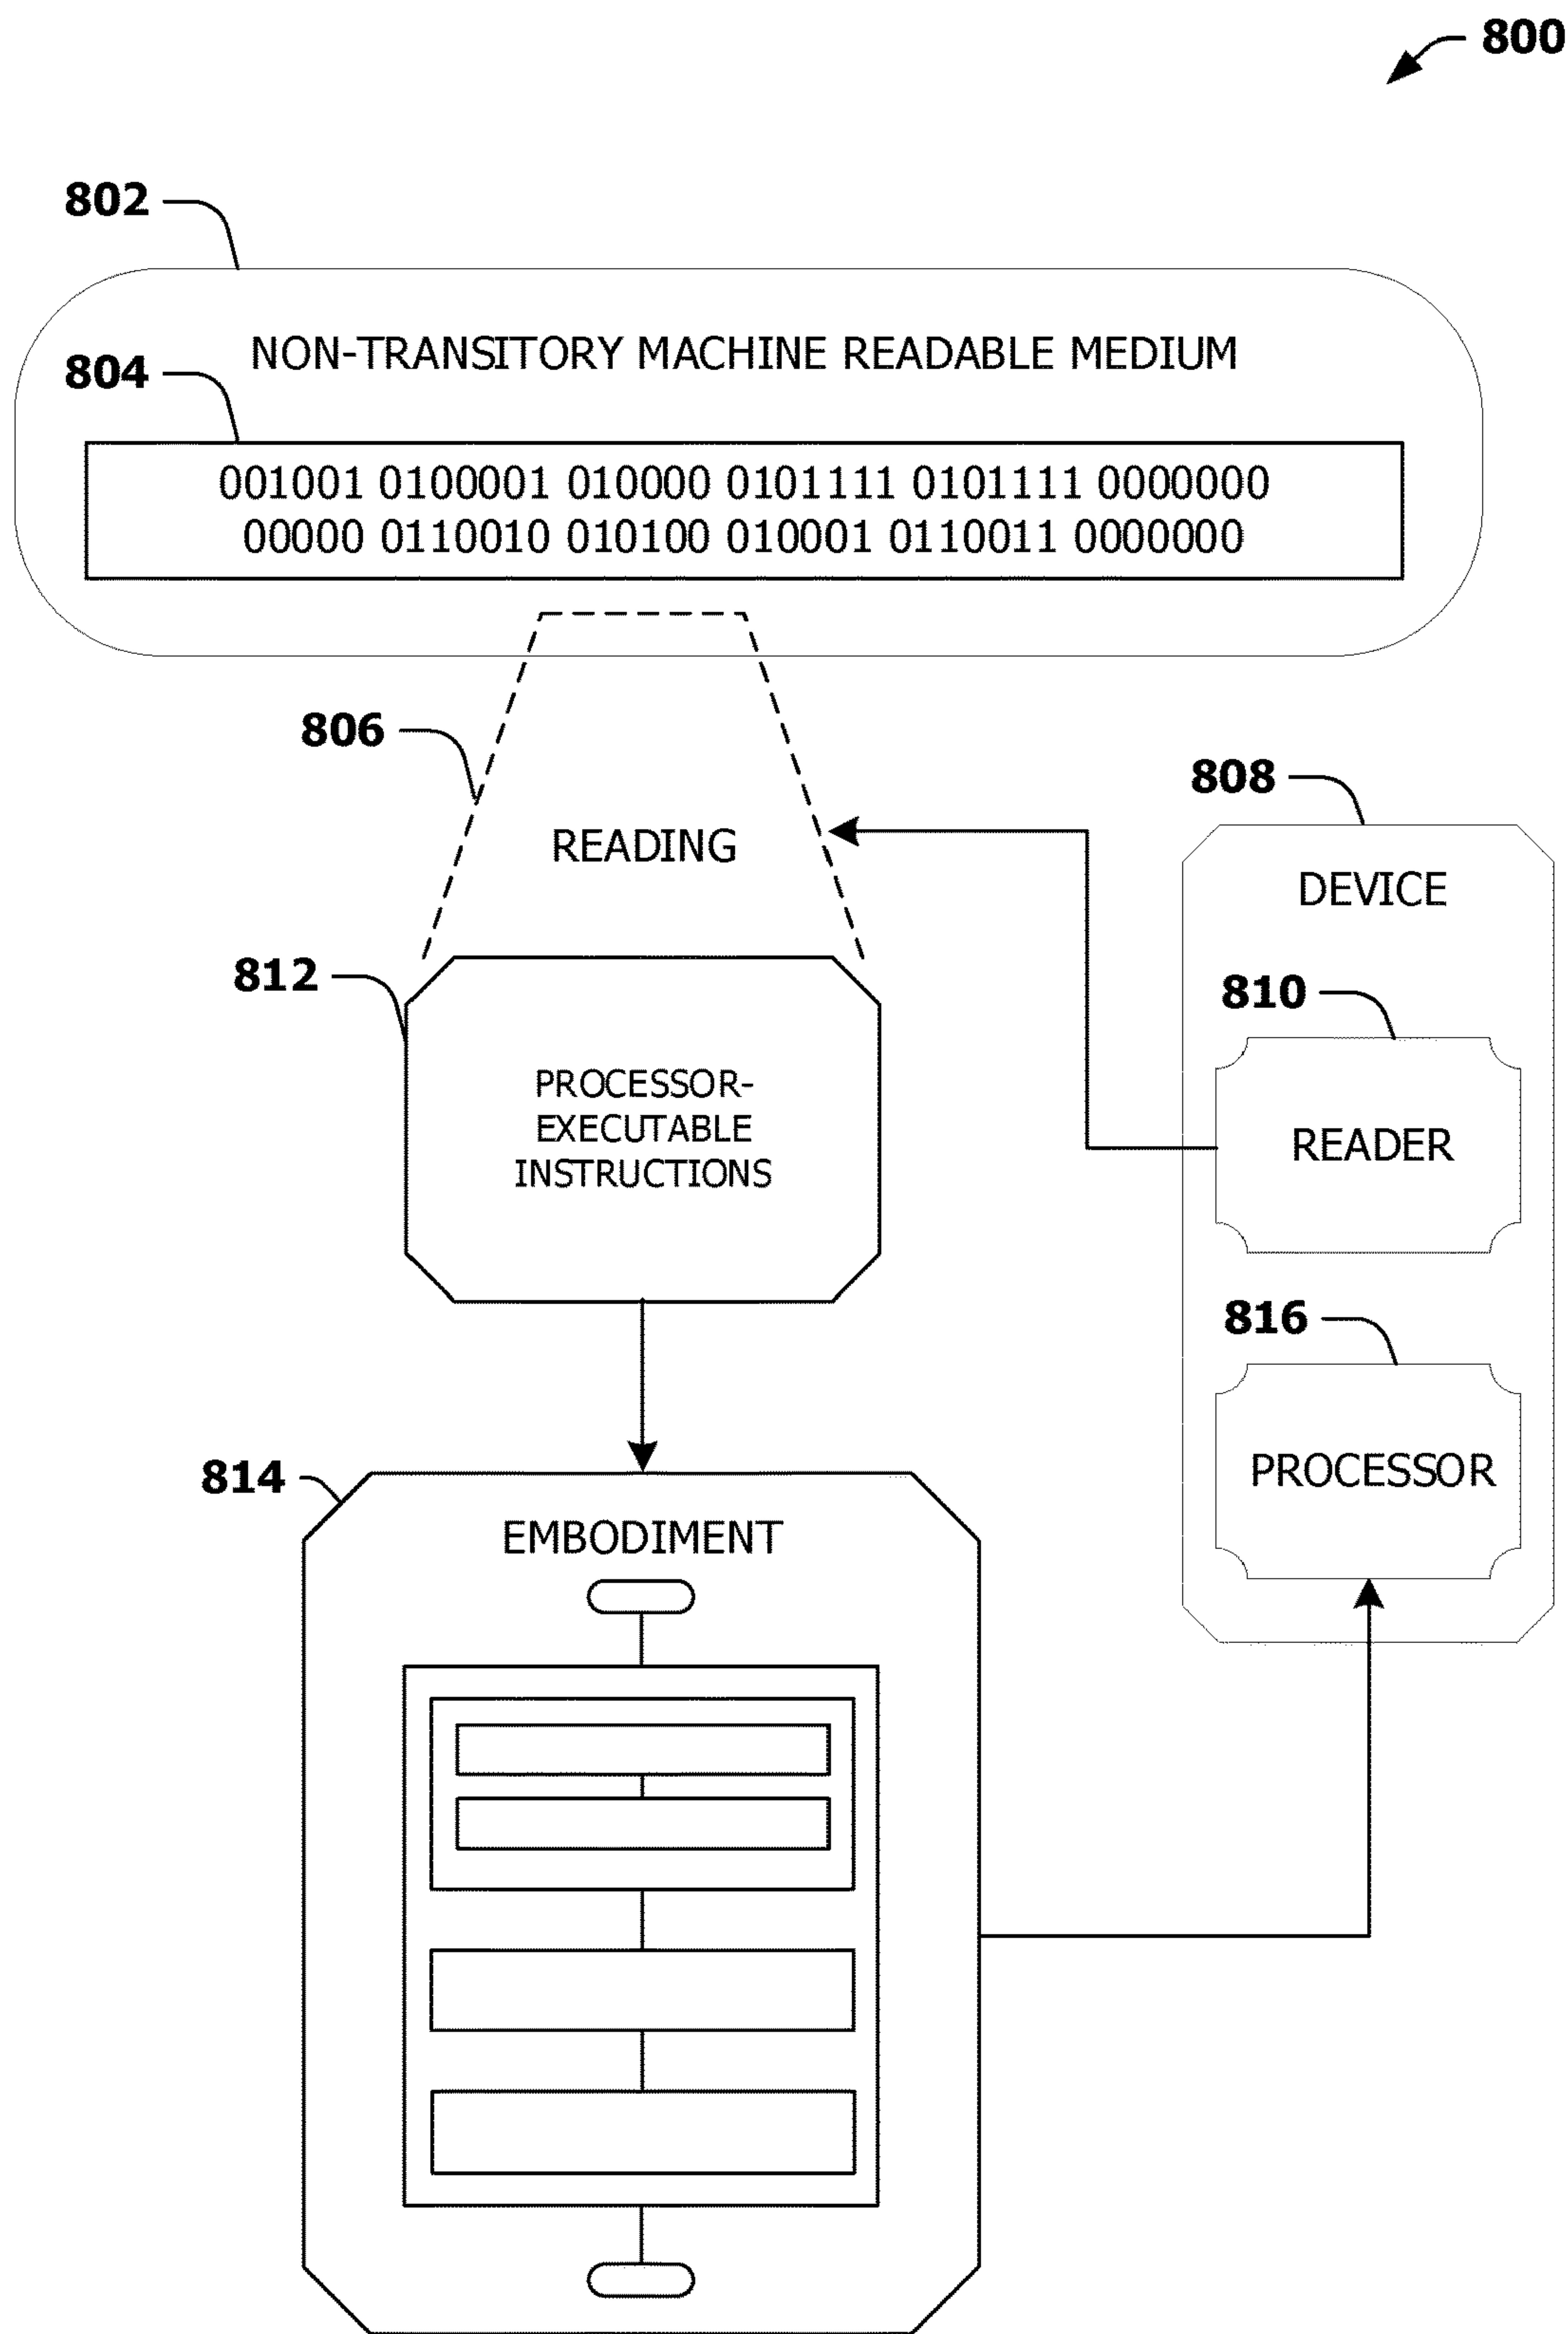 800
802
NON-TRANSITORY MACHINE READABLE MEDIUM
804
001001 0100001 010000 0101111 0101111 0000000
00000 0110010 010100 010001 0110011 0000000
806
READING
808
DEVICE
810
READER
812
PROCESSOR-
EXECUTABLE
INSTRUCTIONS
816
PROCESSOR
814
EMBODIMENT